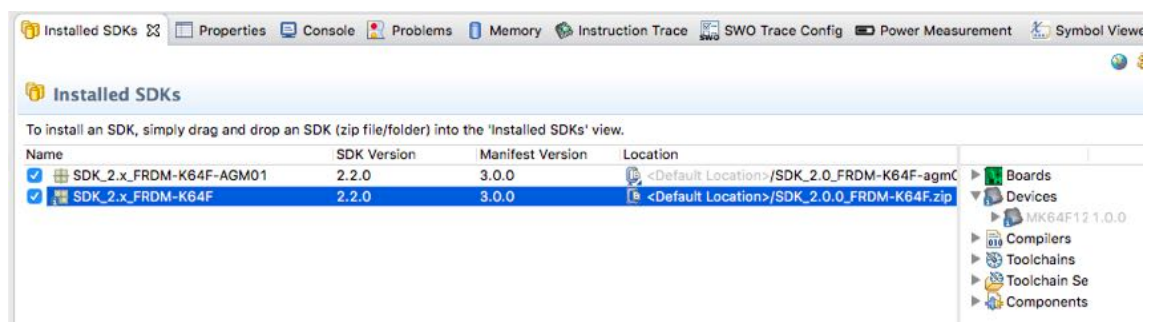 Installed SDKs Properties Console Problems Memory Instruction Trace SWO Trace Config Power Measurement Symbol Viewe
Installed SDKs
To install an SDK, simply drag and drop an SDK (zip file/folder) into the 'Installed SDKs' view.
Name SDK Version Manifest Version Location
SDK_2.x_FRDM-K64F-AGM01 2.2.0 3.0.0 <Default Location>/SDK_2.0_FRDM-K64F-agm0
SDK_2.x_FRDM-K64F 2.2.0 3.0.0 <Default Location>/SDK_2.0.0_FRDM-K64F.zip
Boards
Devices
MK64F12 1.0.0
Compilers
Toolchains
Toolchain Se
Components